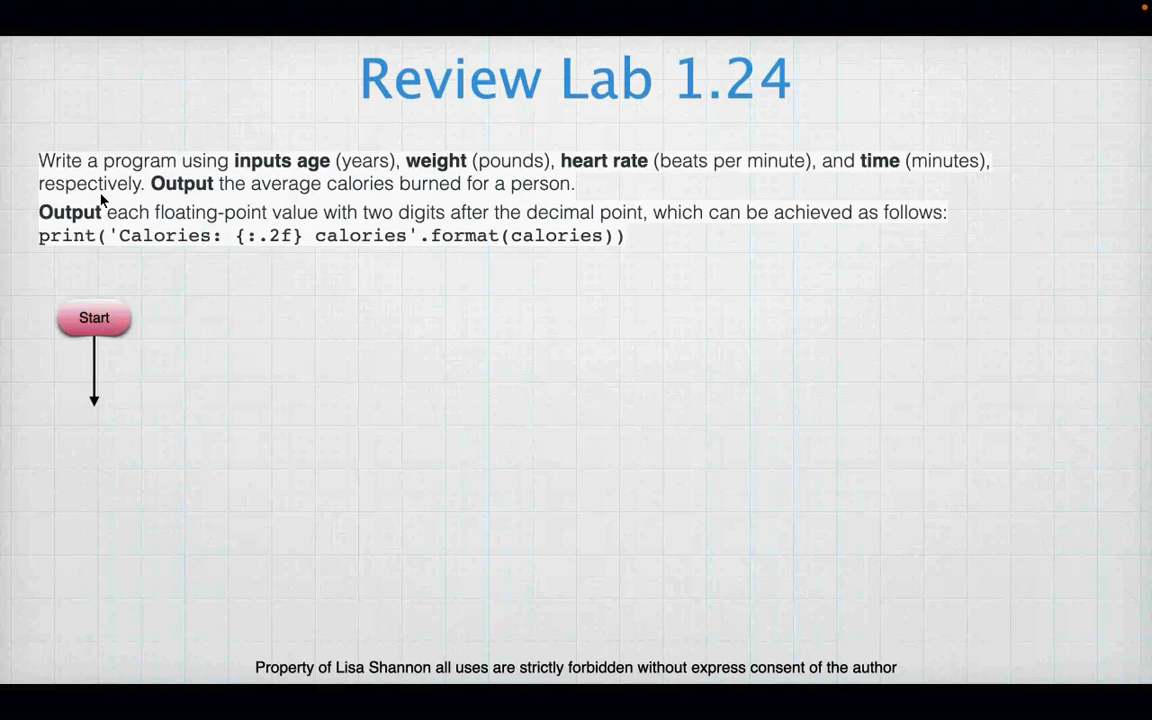 Review Lab 1.24
Write a program using inputs age (years), weight (pounds), heart rate (beats per minute), and time (minutes),
respectively. Output the average calories burned for a person.
Output each floating-point value with two digits after the decimal point, which can be achieved as follows:
print('Calories: {:.2f} calories'.format(calories))
Start
Property of Lisa Shannon all uses are strictly forbidden without express consent of the author